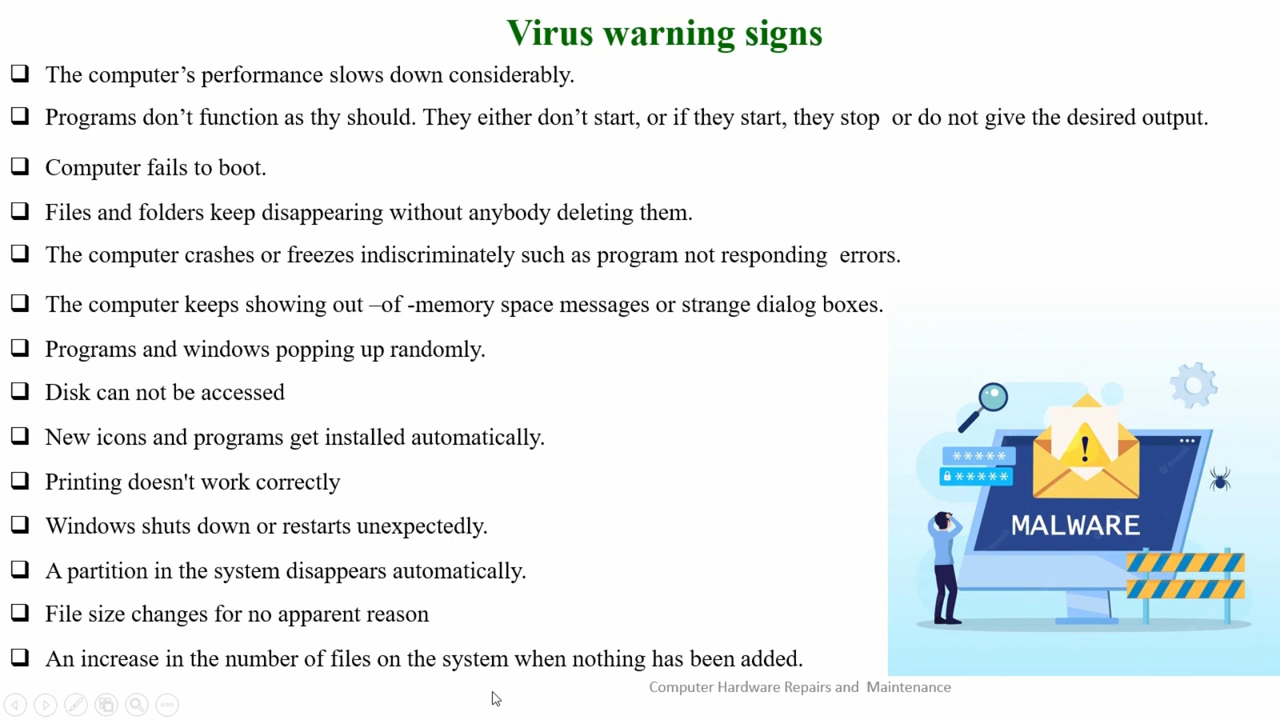 Virus warning signs
The computer’s performance slows down considerably.
Programs don’t function as thy should. They either don’t start, or if they start, they stop  or do not give the desired output.
Computer fails to boot.
Files and folders keep disappearing without anybody deleting them.
The computer crashes or freezes indiscriminately such as program not responding  errors.
The computer keeps showing out –of -memory space messages or strange dialog boxes.
Programs and windows popping up randomly.
Disk can not be accessed
New icons and programs get installed automatically.
Printing doesn't work correctly
Windows shuts down or restarts unexpectedly.
A partition in the system disappears automatically.
File size changes for no apparent reason
An increase in the number of files on the system when nothing has been added.
*****
*****
MALWARE
Computer Hardware Repairs and  Maintenance